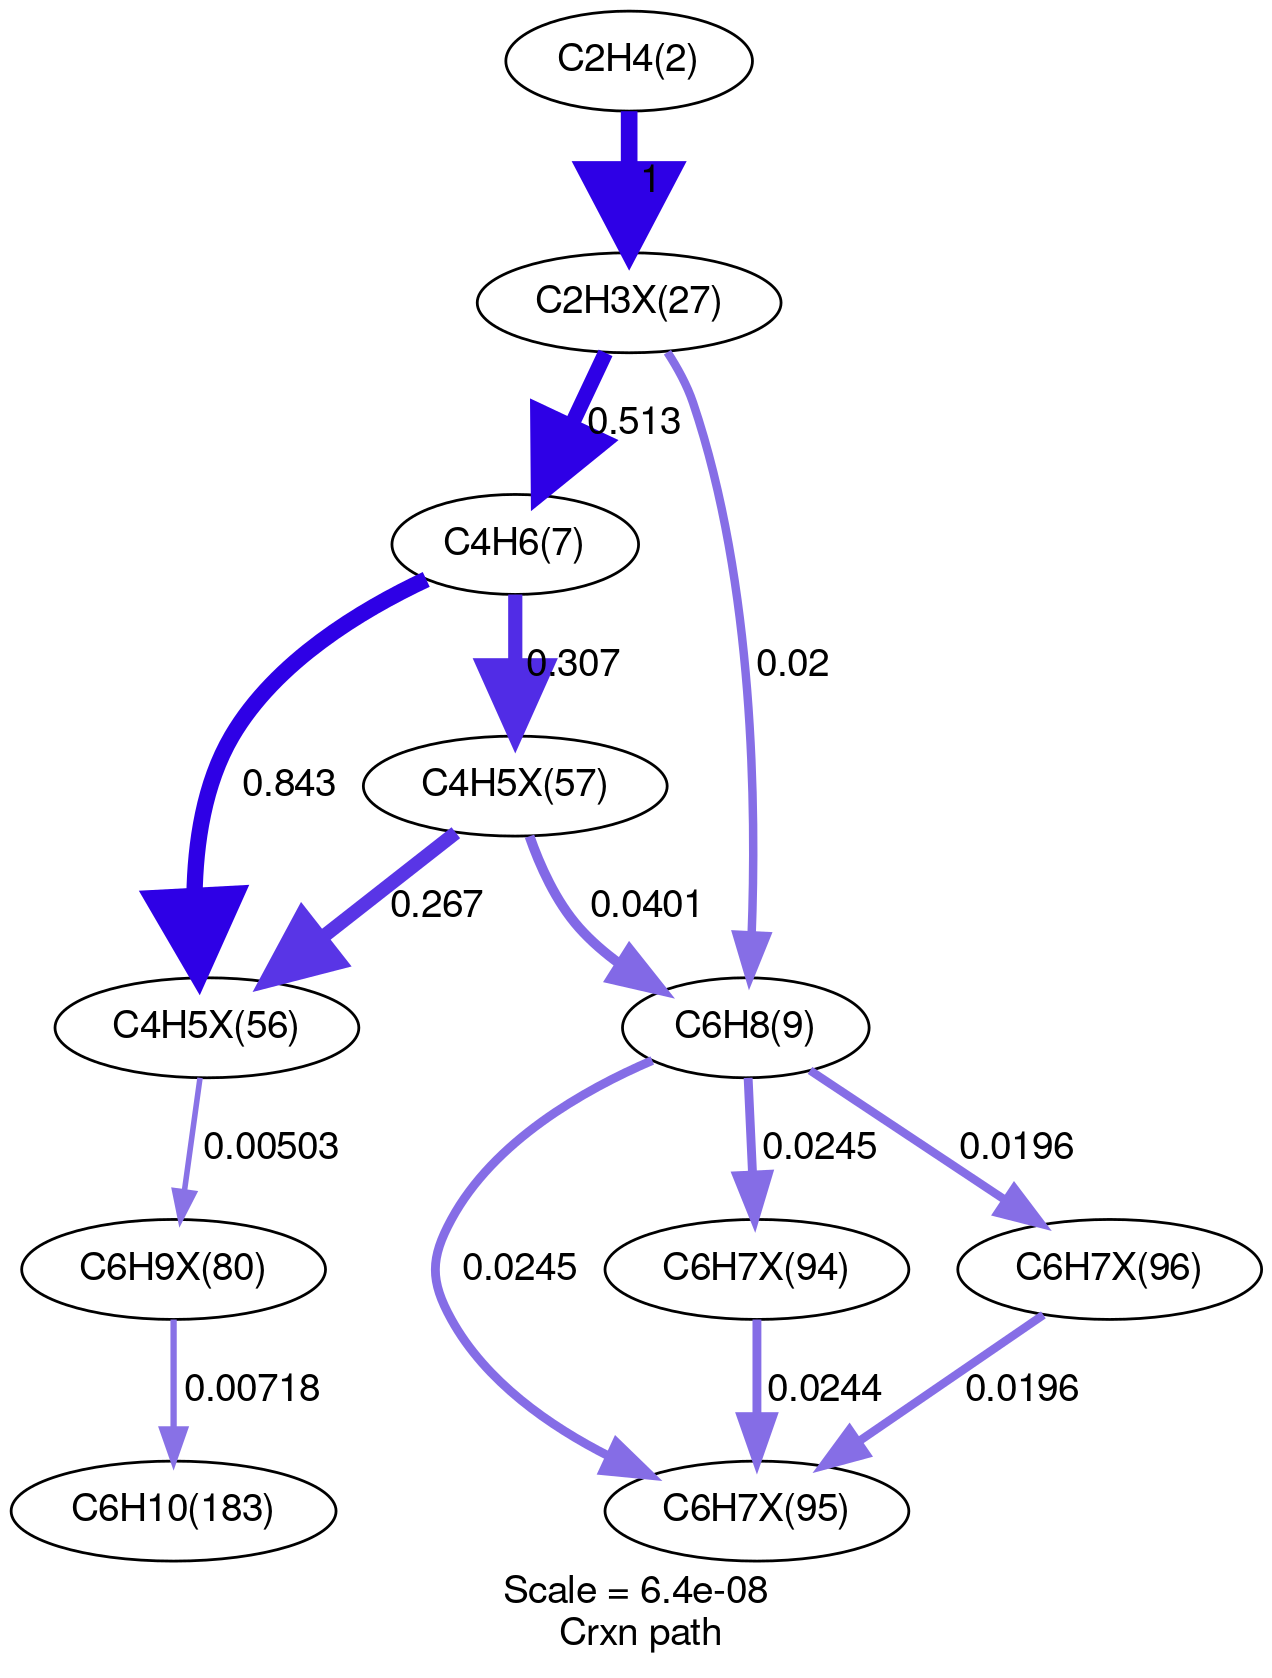 C2H4(2)
1
C2H3X(27)
0.513
C4H6(7)
0.307
0.02
C4H5X(57)
0.843
0.267
0.0401
C4H5X(56)
C6H8(9)
0.00503
0.0245
0.0196
C6H9X(80)
0.0245
C6H7X(94)
C6H7X(96)
0.00718
0.0244
0.0196
C6H10(183)
C6H7X(95)
Scale = 6.4e-08
Crxn path